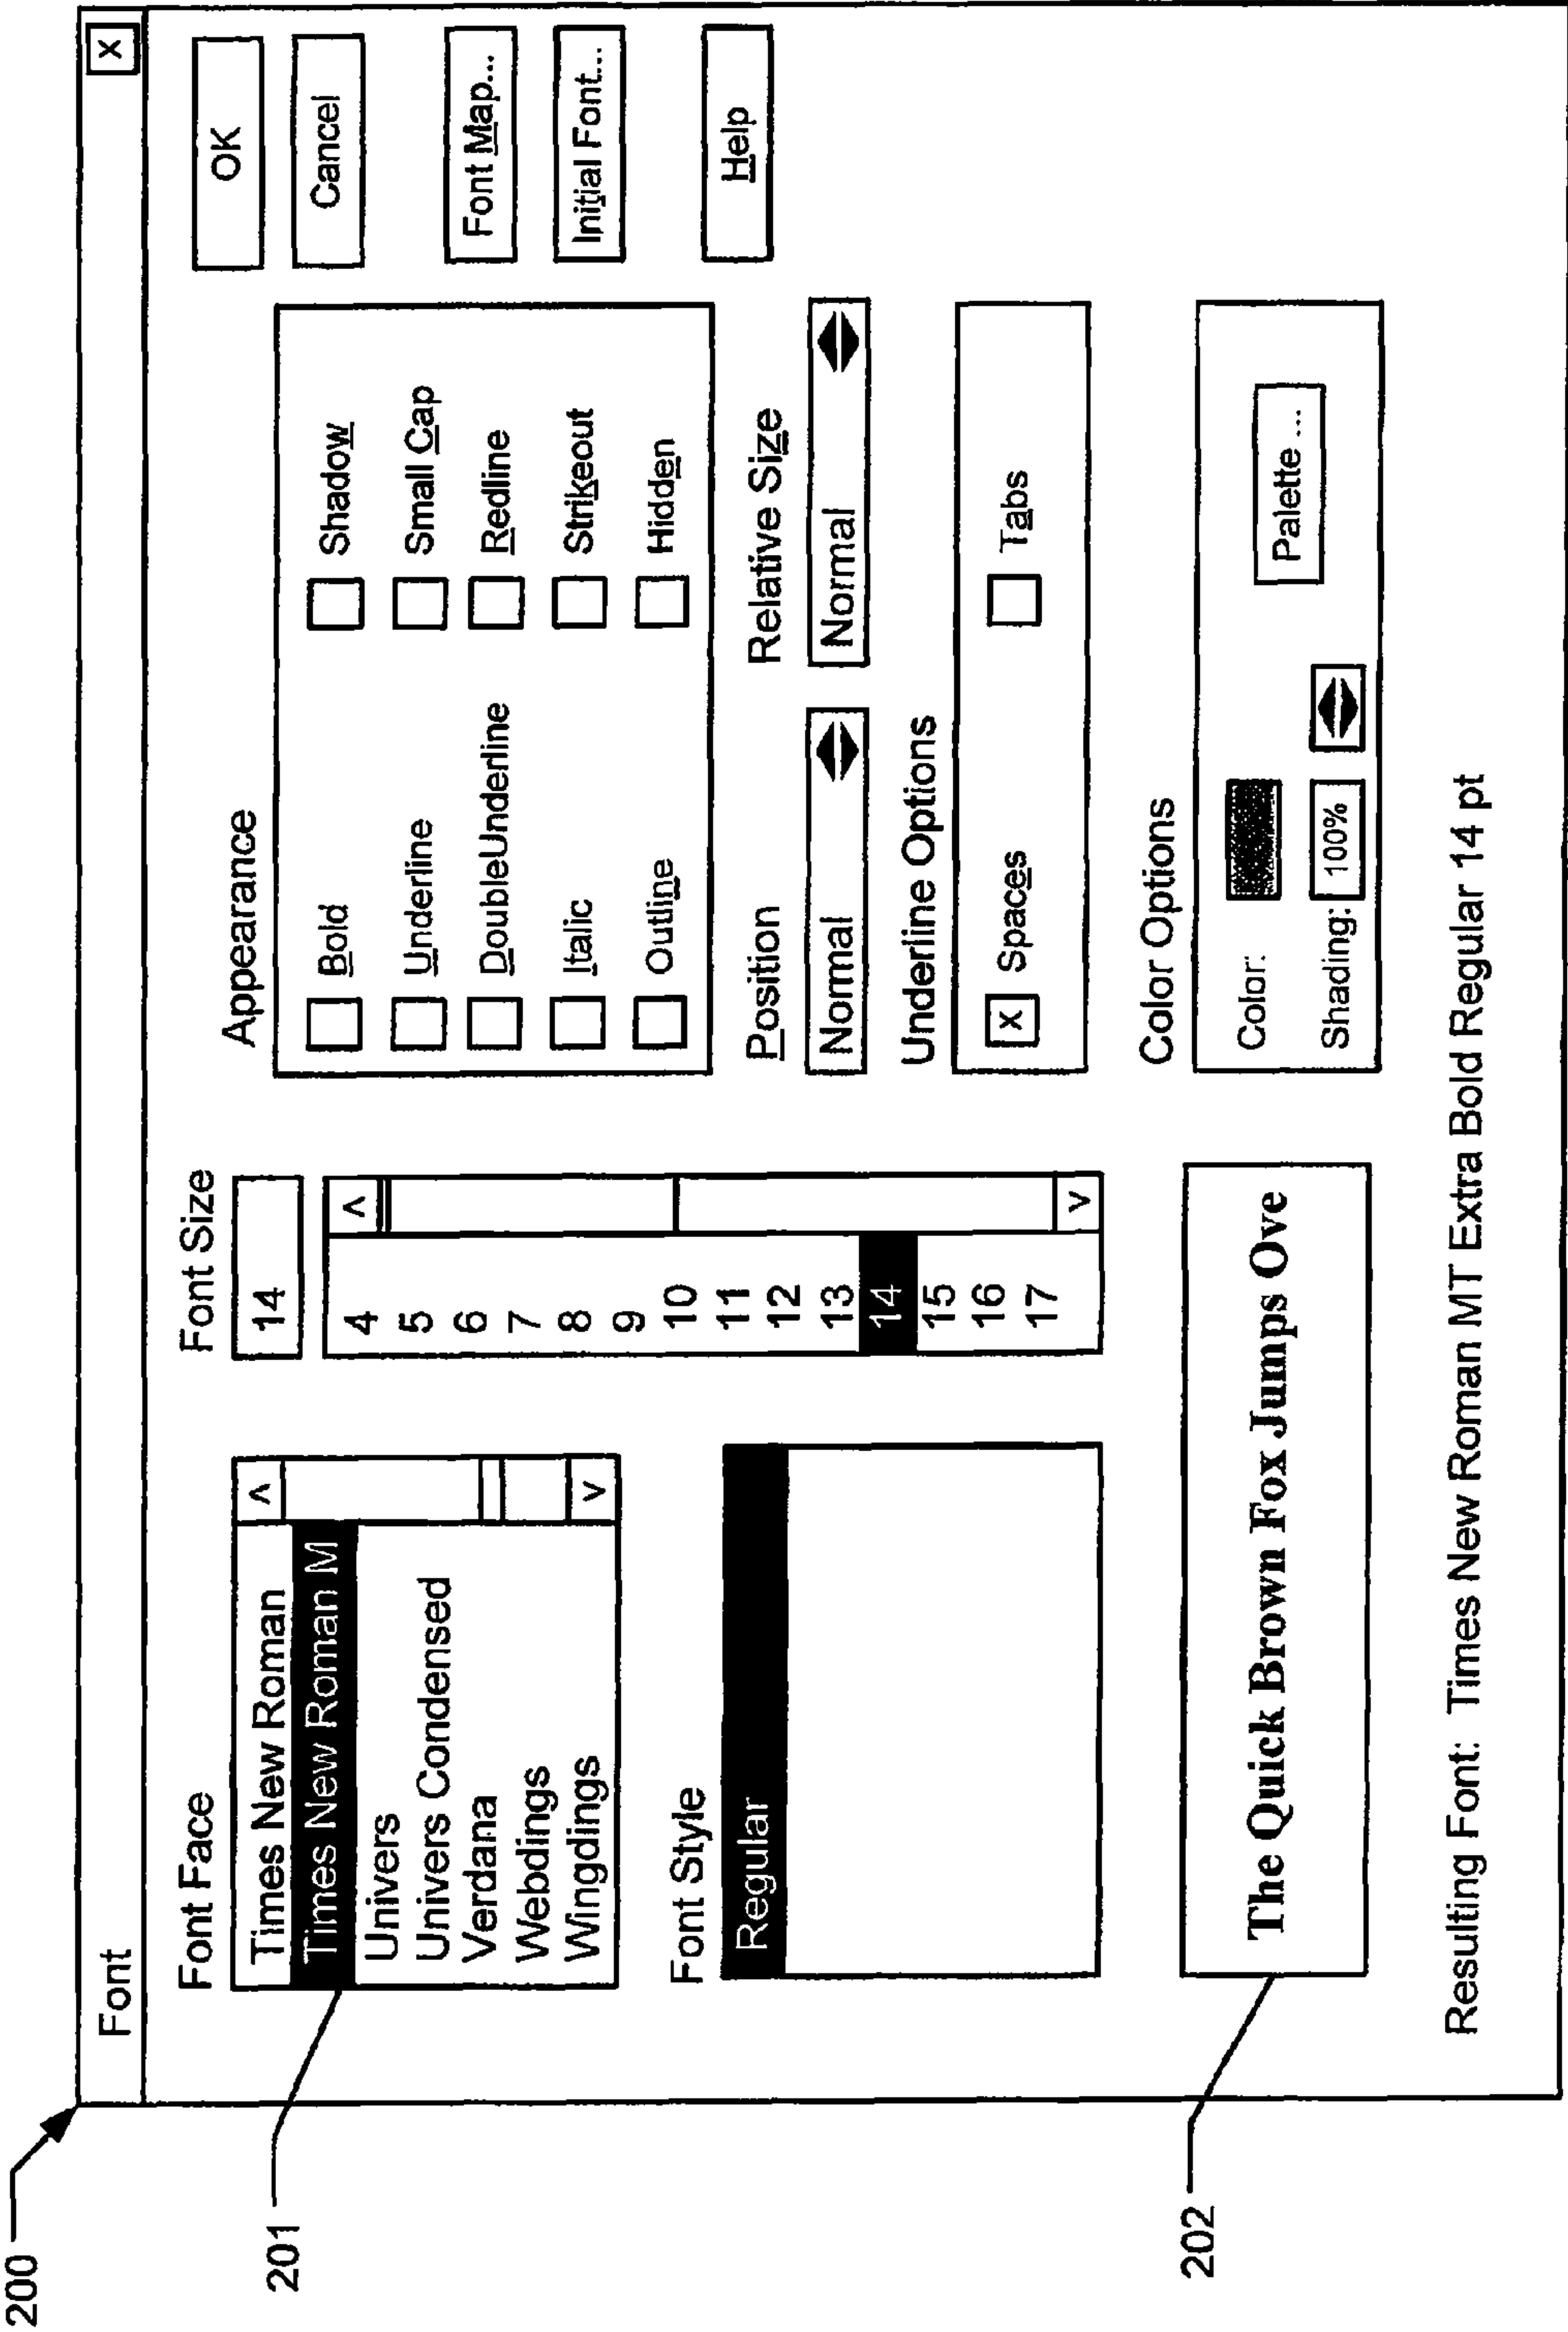 200
Font
X
Font Face
Times New Roman
Times New Roman M
Univers
Univers Condensed
Verdana
Webdings
Wingdings
201
Font Style
Regular
Font Size
14
4
5
6
7
8
9
10
11
12
13
14
15
16
17
Appearance
Bold
Shadow
Underline
Small Cap
DoubleUnderline
Redline
Italic
Strikeout
Outline
Hidden
Position
Relative Size
Normal
Normal
Underline Options
X Spaces
Tabs
Color Options
Color:
Palette ...
Shading: 100%
OK
Cancel
Font Map...
Initial Font...
Help
The Quick Brown Fox Jumps Ove
202
Resulting Font: Times New Roman MT Extra Bold Regular 14 pt